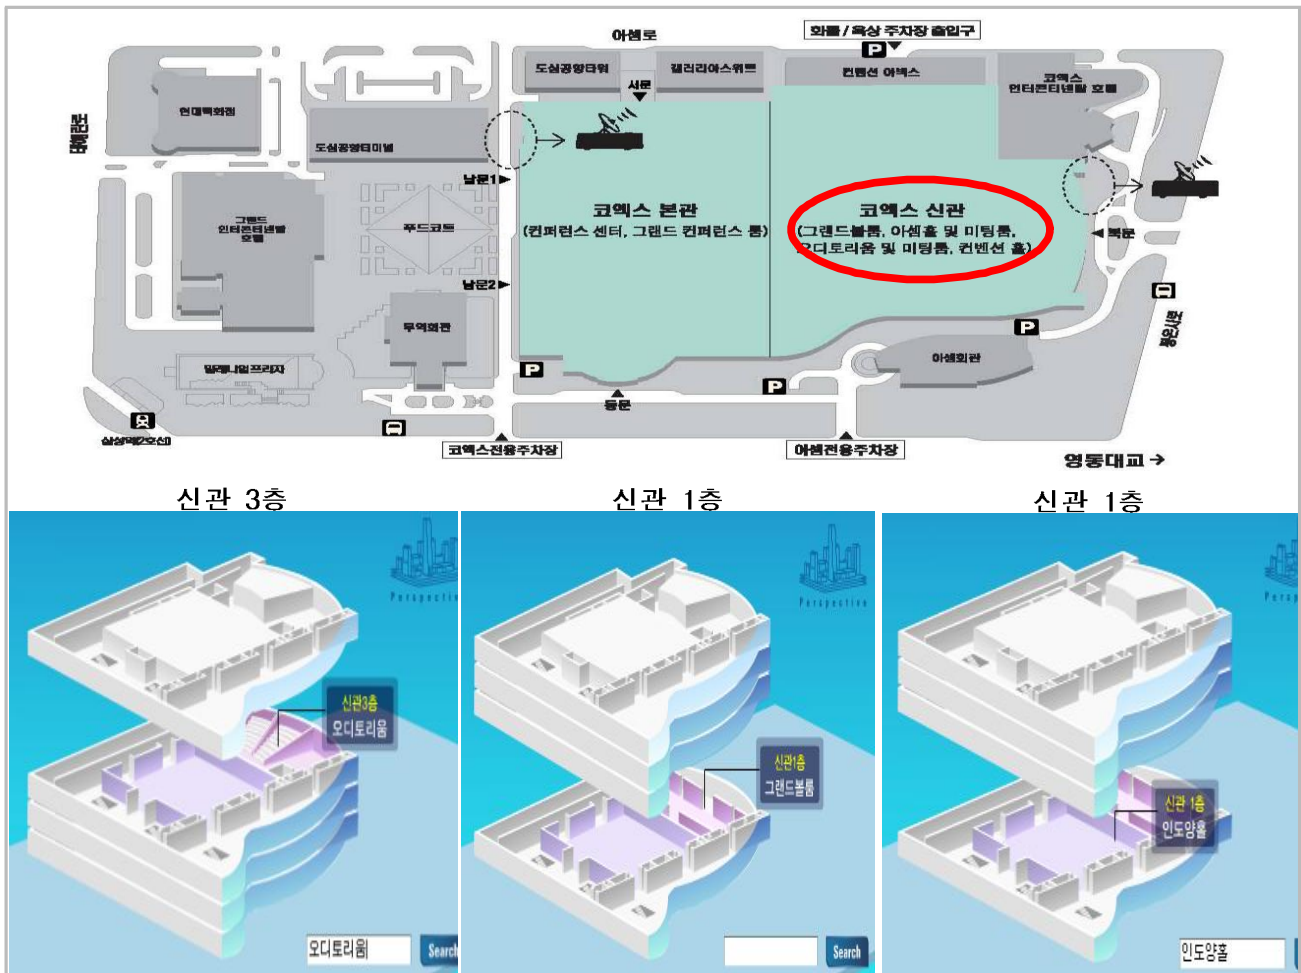 아셈로
화물 / 옥상 주차장 출입구
P
도심공항타워
갤러리아스위트
컨벤션 아넥스
코엑스
인터콘티넨탈 호텔
서문
현대백화점
테헤란로
도심공항터미널
남문1
코엑스 본관
(컨퍼런스 센터, 그랜드 컨퍼런스 룸)
코엑스 신관
(그랜드볼룸, 아셈홀 및 미팅룸,
오디토리움 및 미팅룸, 컨벤션 홀)
북문
그랜드
인터콘티넨탈
호텔
푸드코트
남문2
무역회관
봉은사로
P
아셈회관
밀레니엄프라자
P
P
동문
삼성역(2호선)
코엑스전용주차장
아셈전용주차장
영동대교 →
신관 3층
신관 1층
신관 1층
Perspective
신관3층
오디토리움
오디토리움
Search
Perspective
신관1층
그랜드볼룸
Search
신관 1층
인도양홀
인도양홀